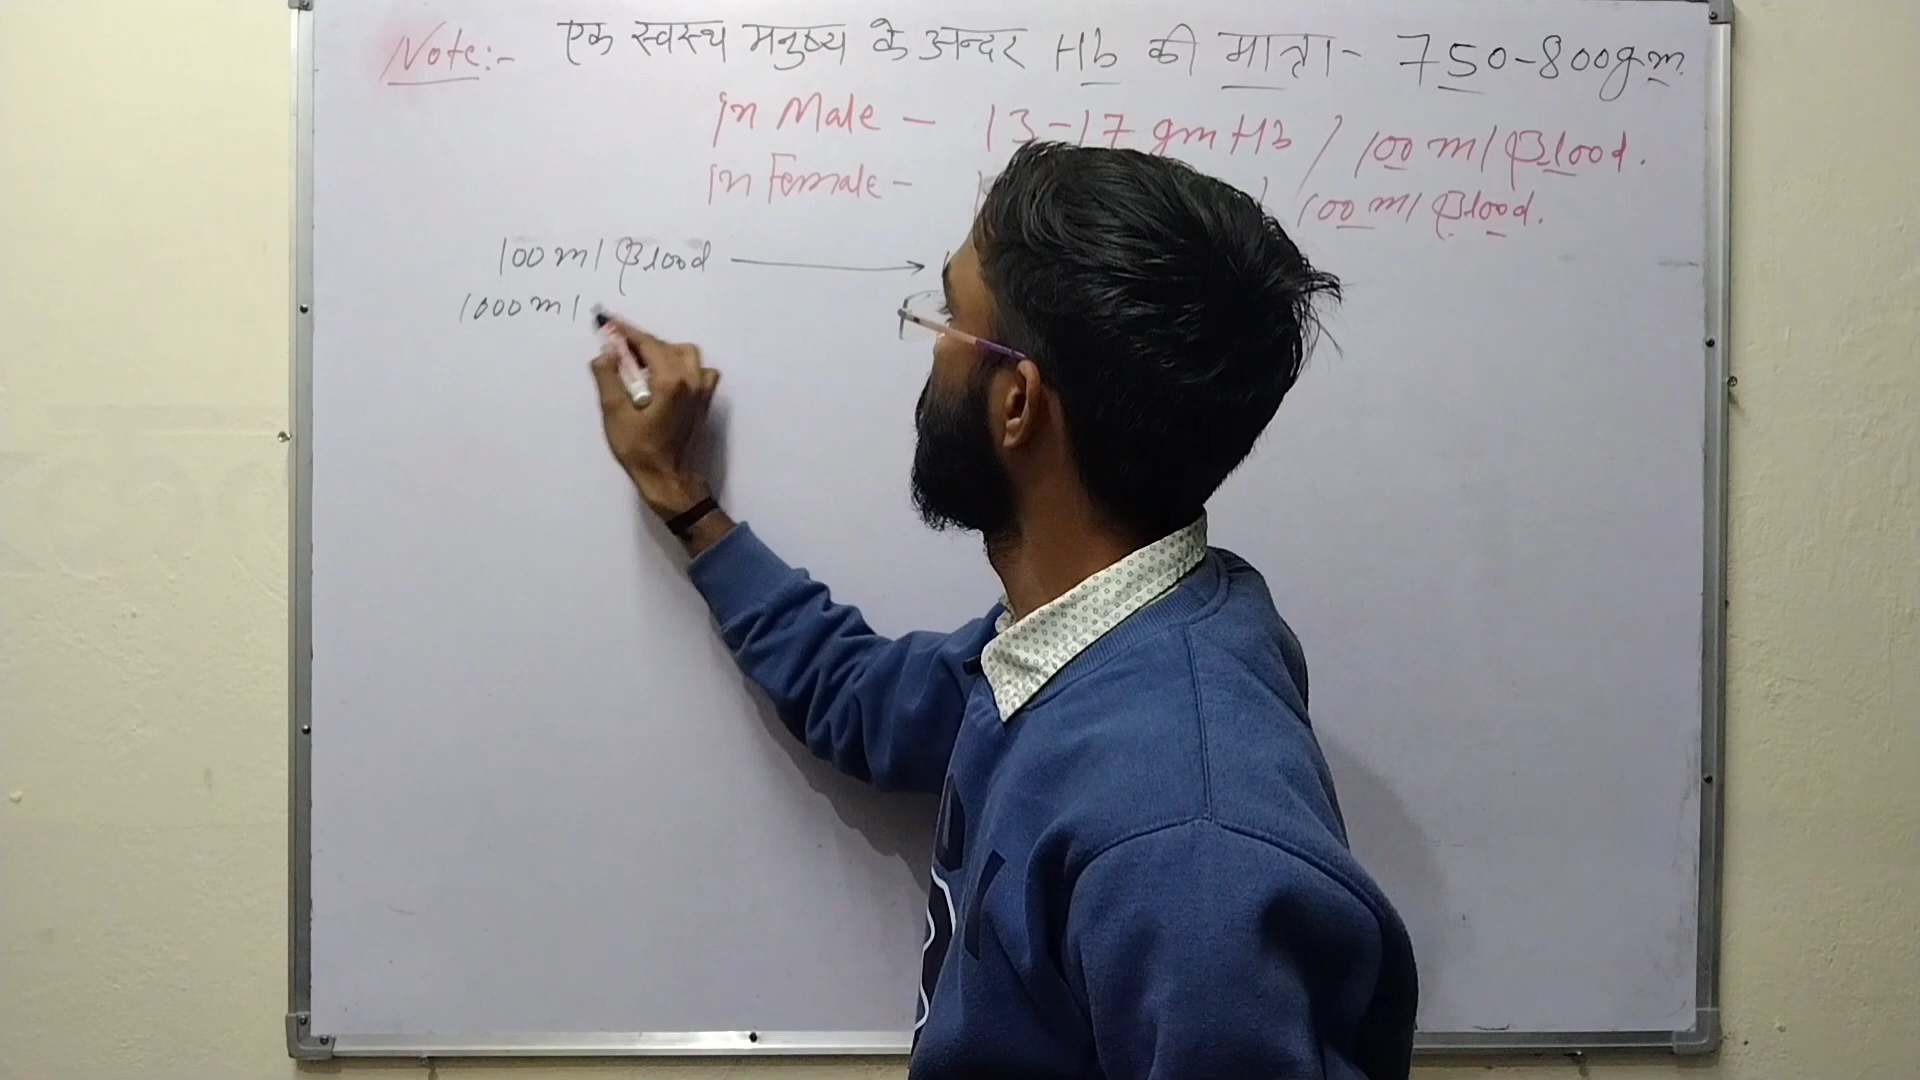 Note:- एक स्वस्थ मनुष्य के अन्दर Hb की मात्रा- 750-800gm.
In Male - 13-17 gm Hb / 100 ml Blood.
In Female - 100 ml Blood.
100 ml Blood →
1000 ml